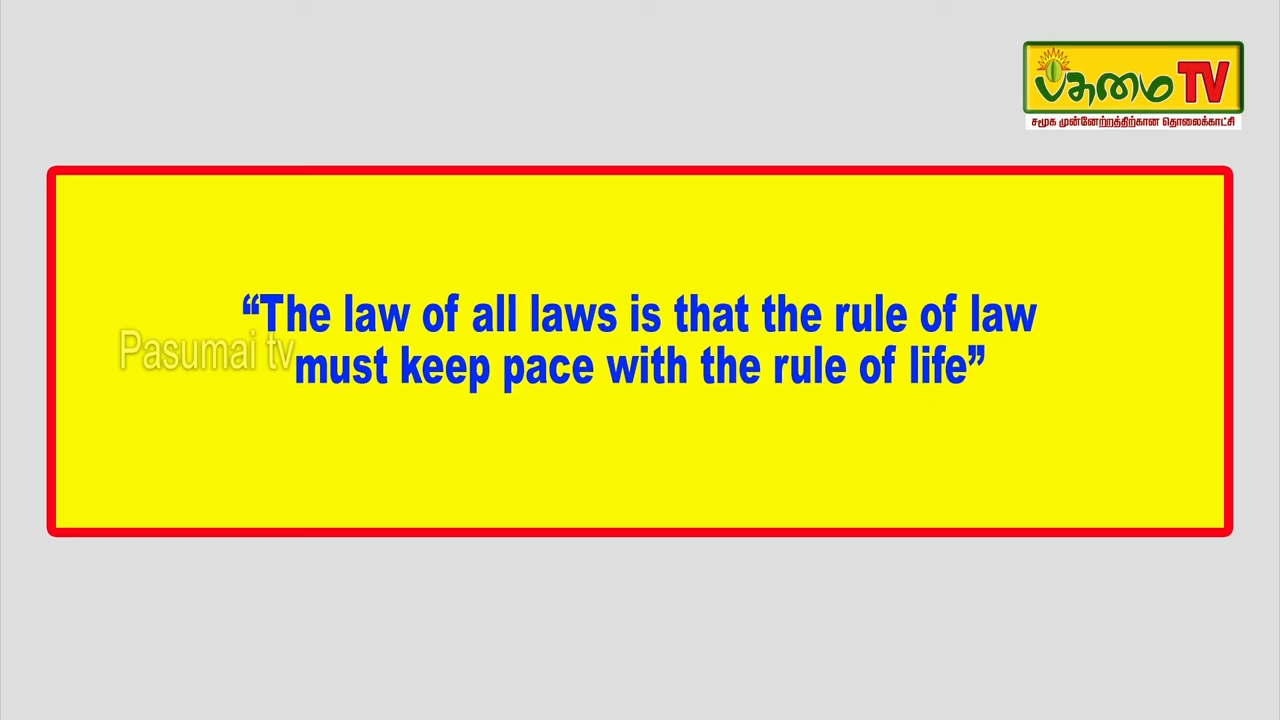 பசுமை TV
சமூக முன்னேற்றத்திற்கான தொலைக்காட்சி
“The law of all laws is that the rule of law
Pasumai tv
must keep pace with the rule of life”